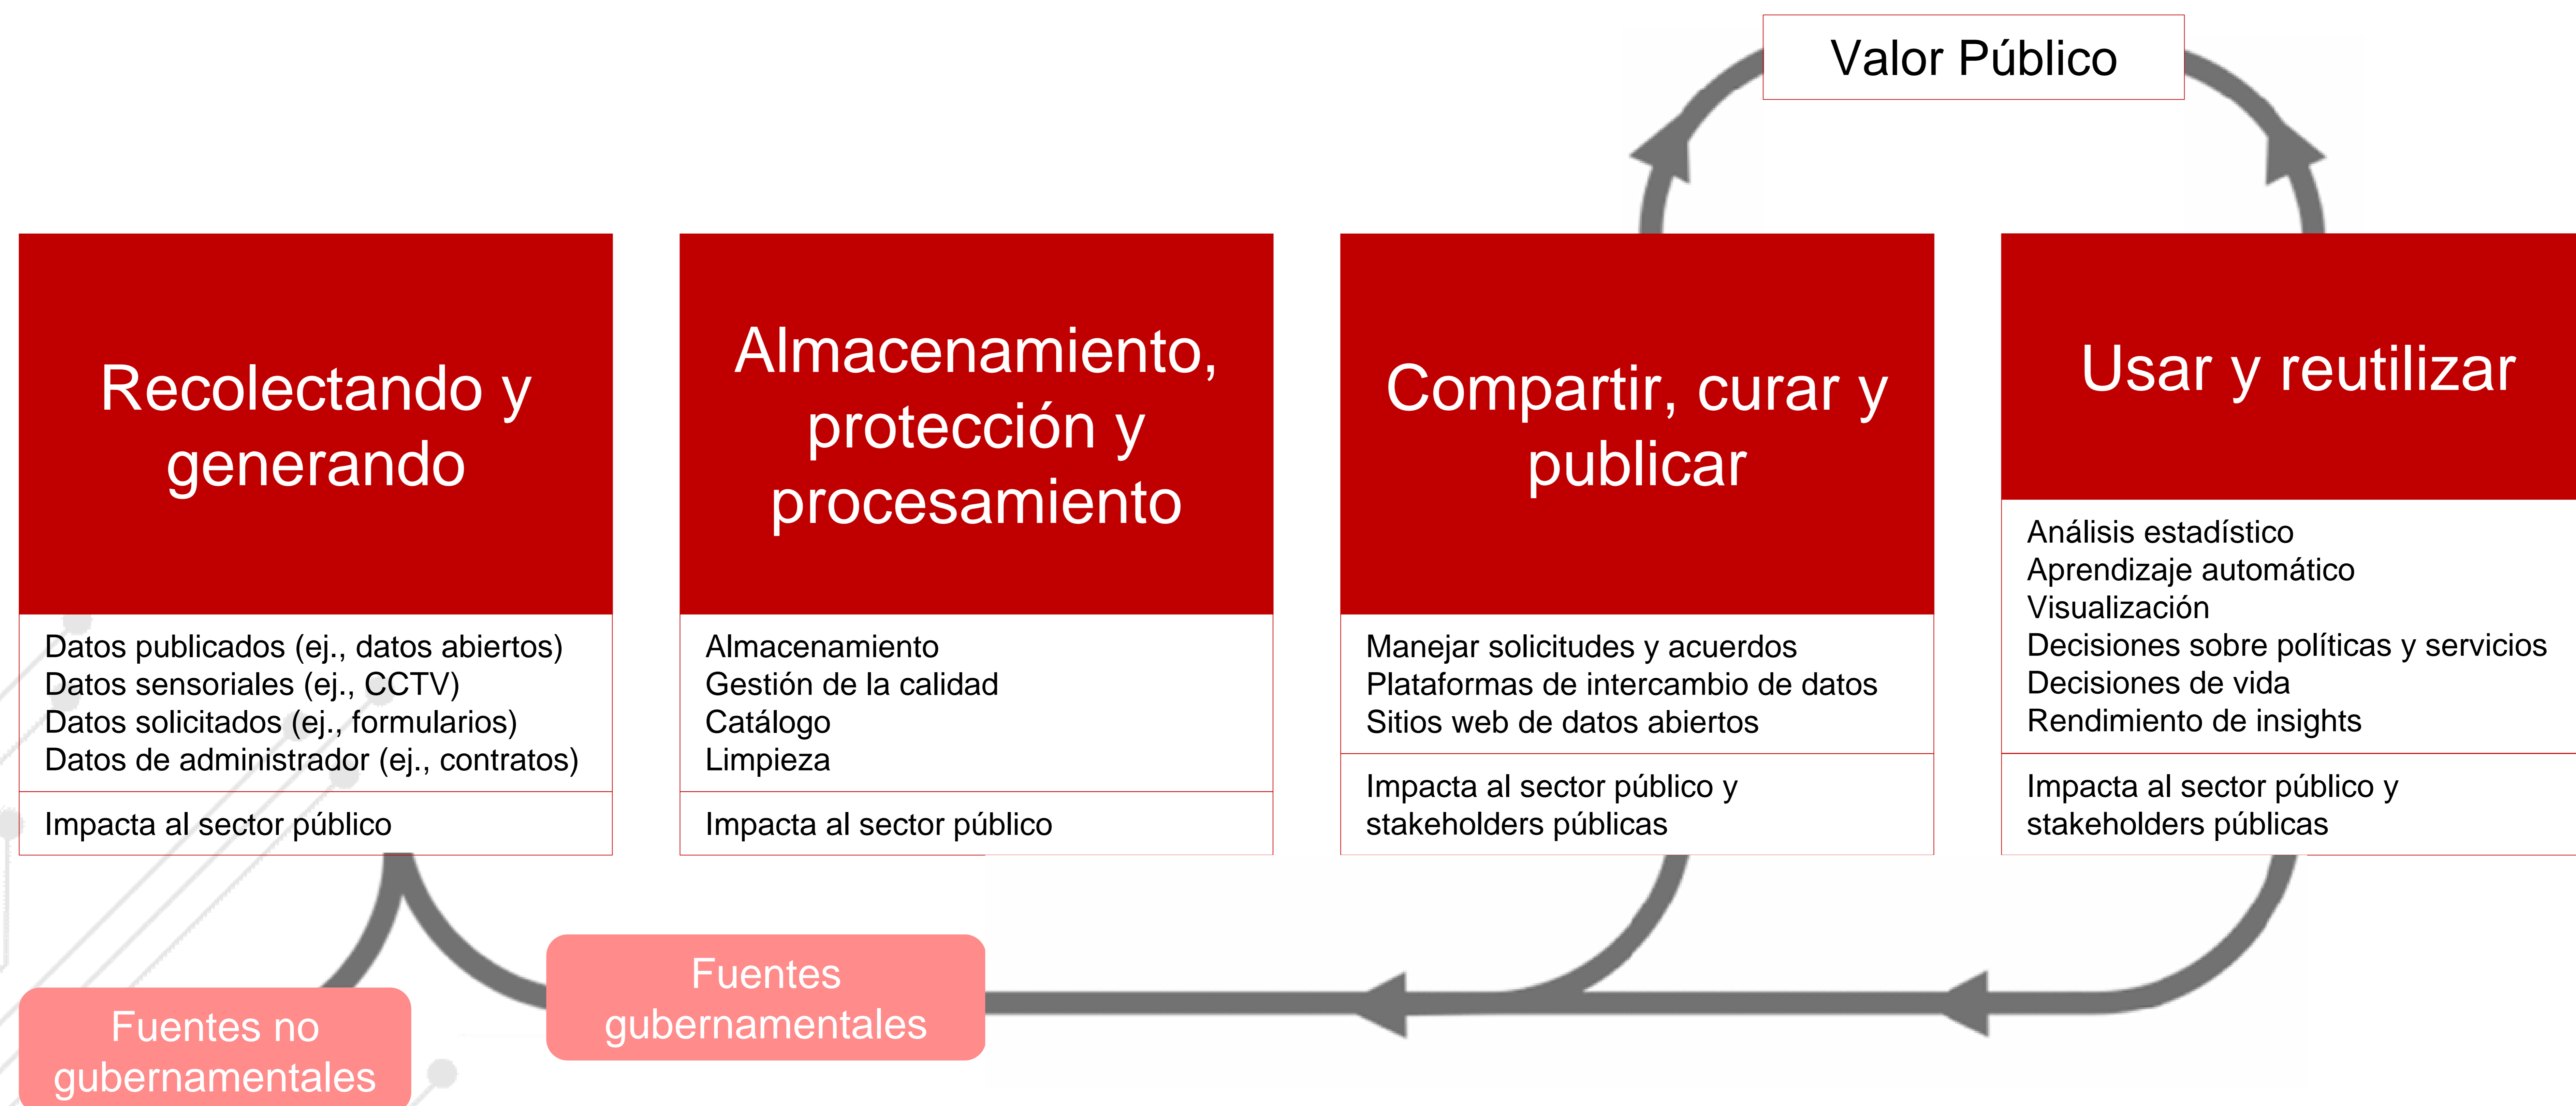 Valor Público
Recolectando y
generando
Datos publicados (ej., datos abiertos)
Datos sensoriales (ej., CCTV)
Datos solicitados (ej., formularios)
Datos de administrador (ej., contratos)
Impacta al sector público
Almacenamiento,
protección y
procesamiento
Almacenamiento
Gestión de la calidad
Catálogo
Limpieza
Impacta al sector público
Compartir, curar y
publicar
Manejar solicitudes y acuerdos
Plataformas de intercambio de datos
Sitios web de datos abiertos
Impacta al sector público y
stakeholders públicas
Usar y reutilizar
Análisis estadístico
Aprendizaje automático
Visualización
Decisiones sobre políticas y servicios
Decisiones de vida
Rendimiento de insights
Impacta al sector público y
stakeholders públicas
Fuentes no
gubernamentales
Fuentes
gubernamentales